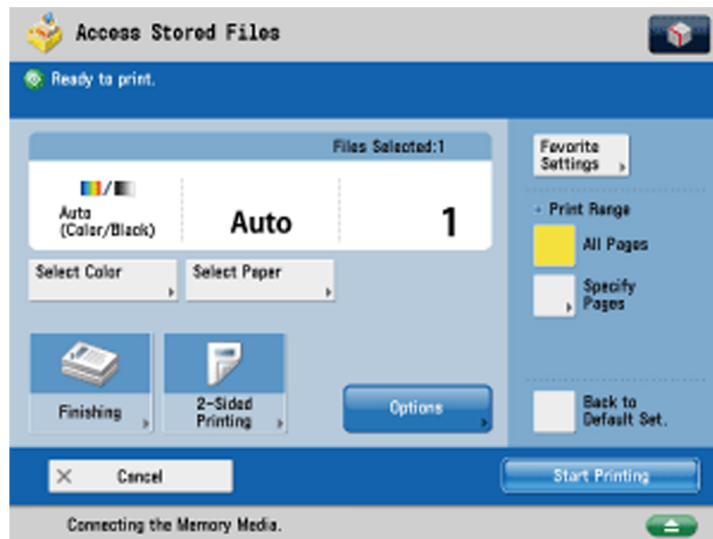 Access Stored Files
Ready to print.
Files Selected:1
Auto
(Color/Black)
Auto
1
Select Color
Select Paper
Finishing
2-Sided
Printing
Options
Favorite
Settings
Print Range
All Pages
Specify
Pages
Back to
Default Set.
Cancel
Start Printing
Connecting the Memory Media.